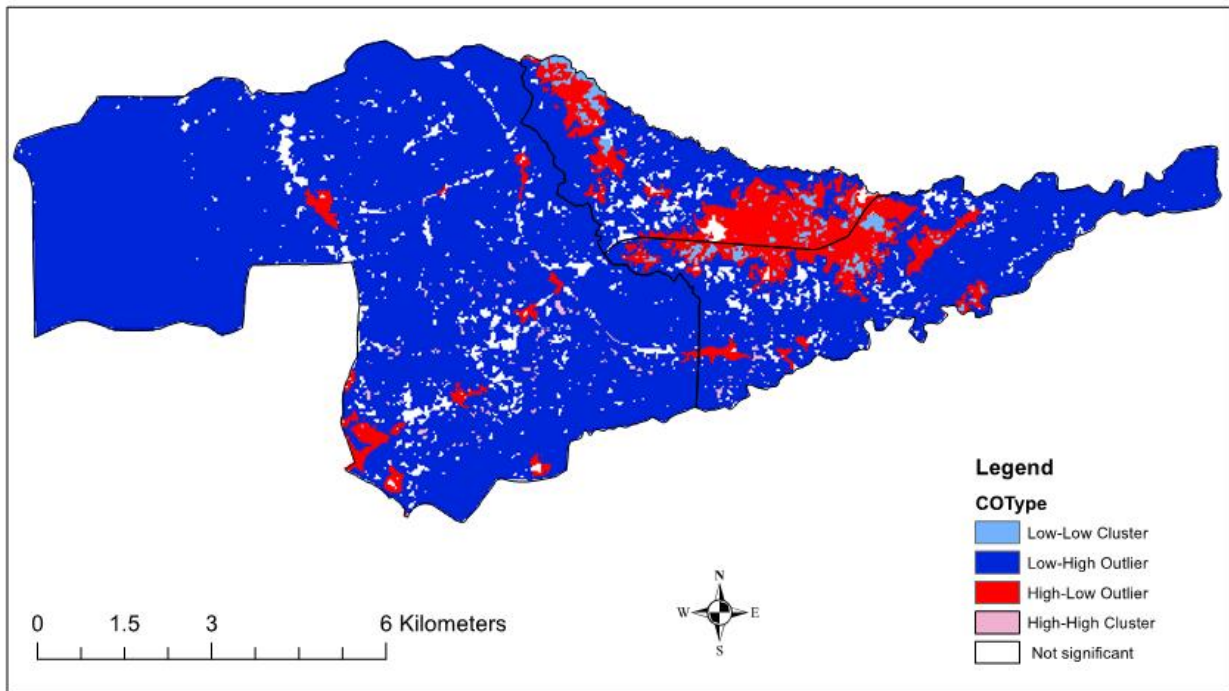 N
W E
S
0 1.5 3 6 Kilometers
Legend
COType
Low-Low Cluster
Low-High Outlier
High-Low Outlier
High-High Cluster
Not significant